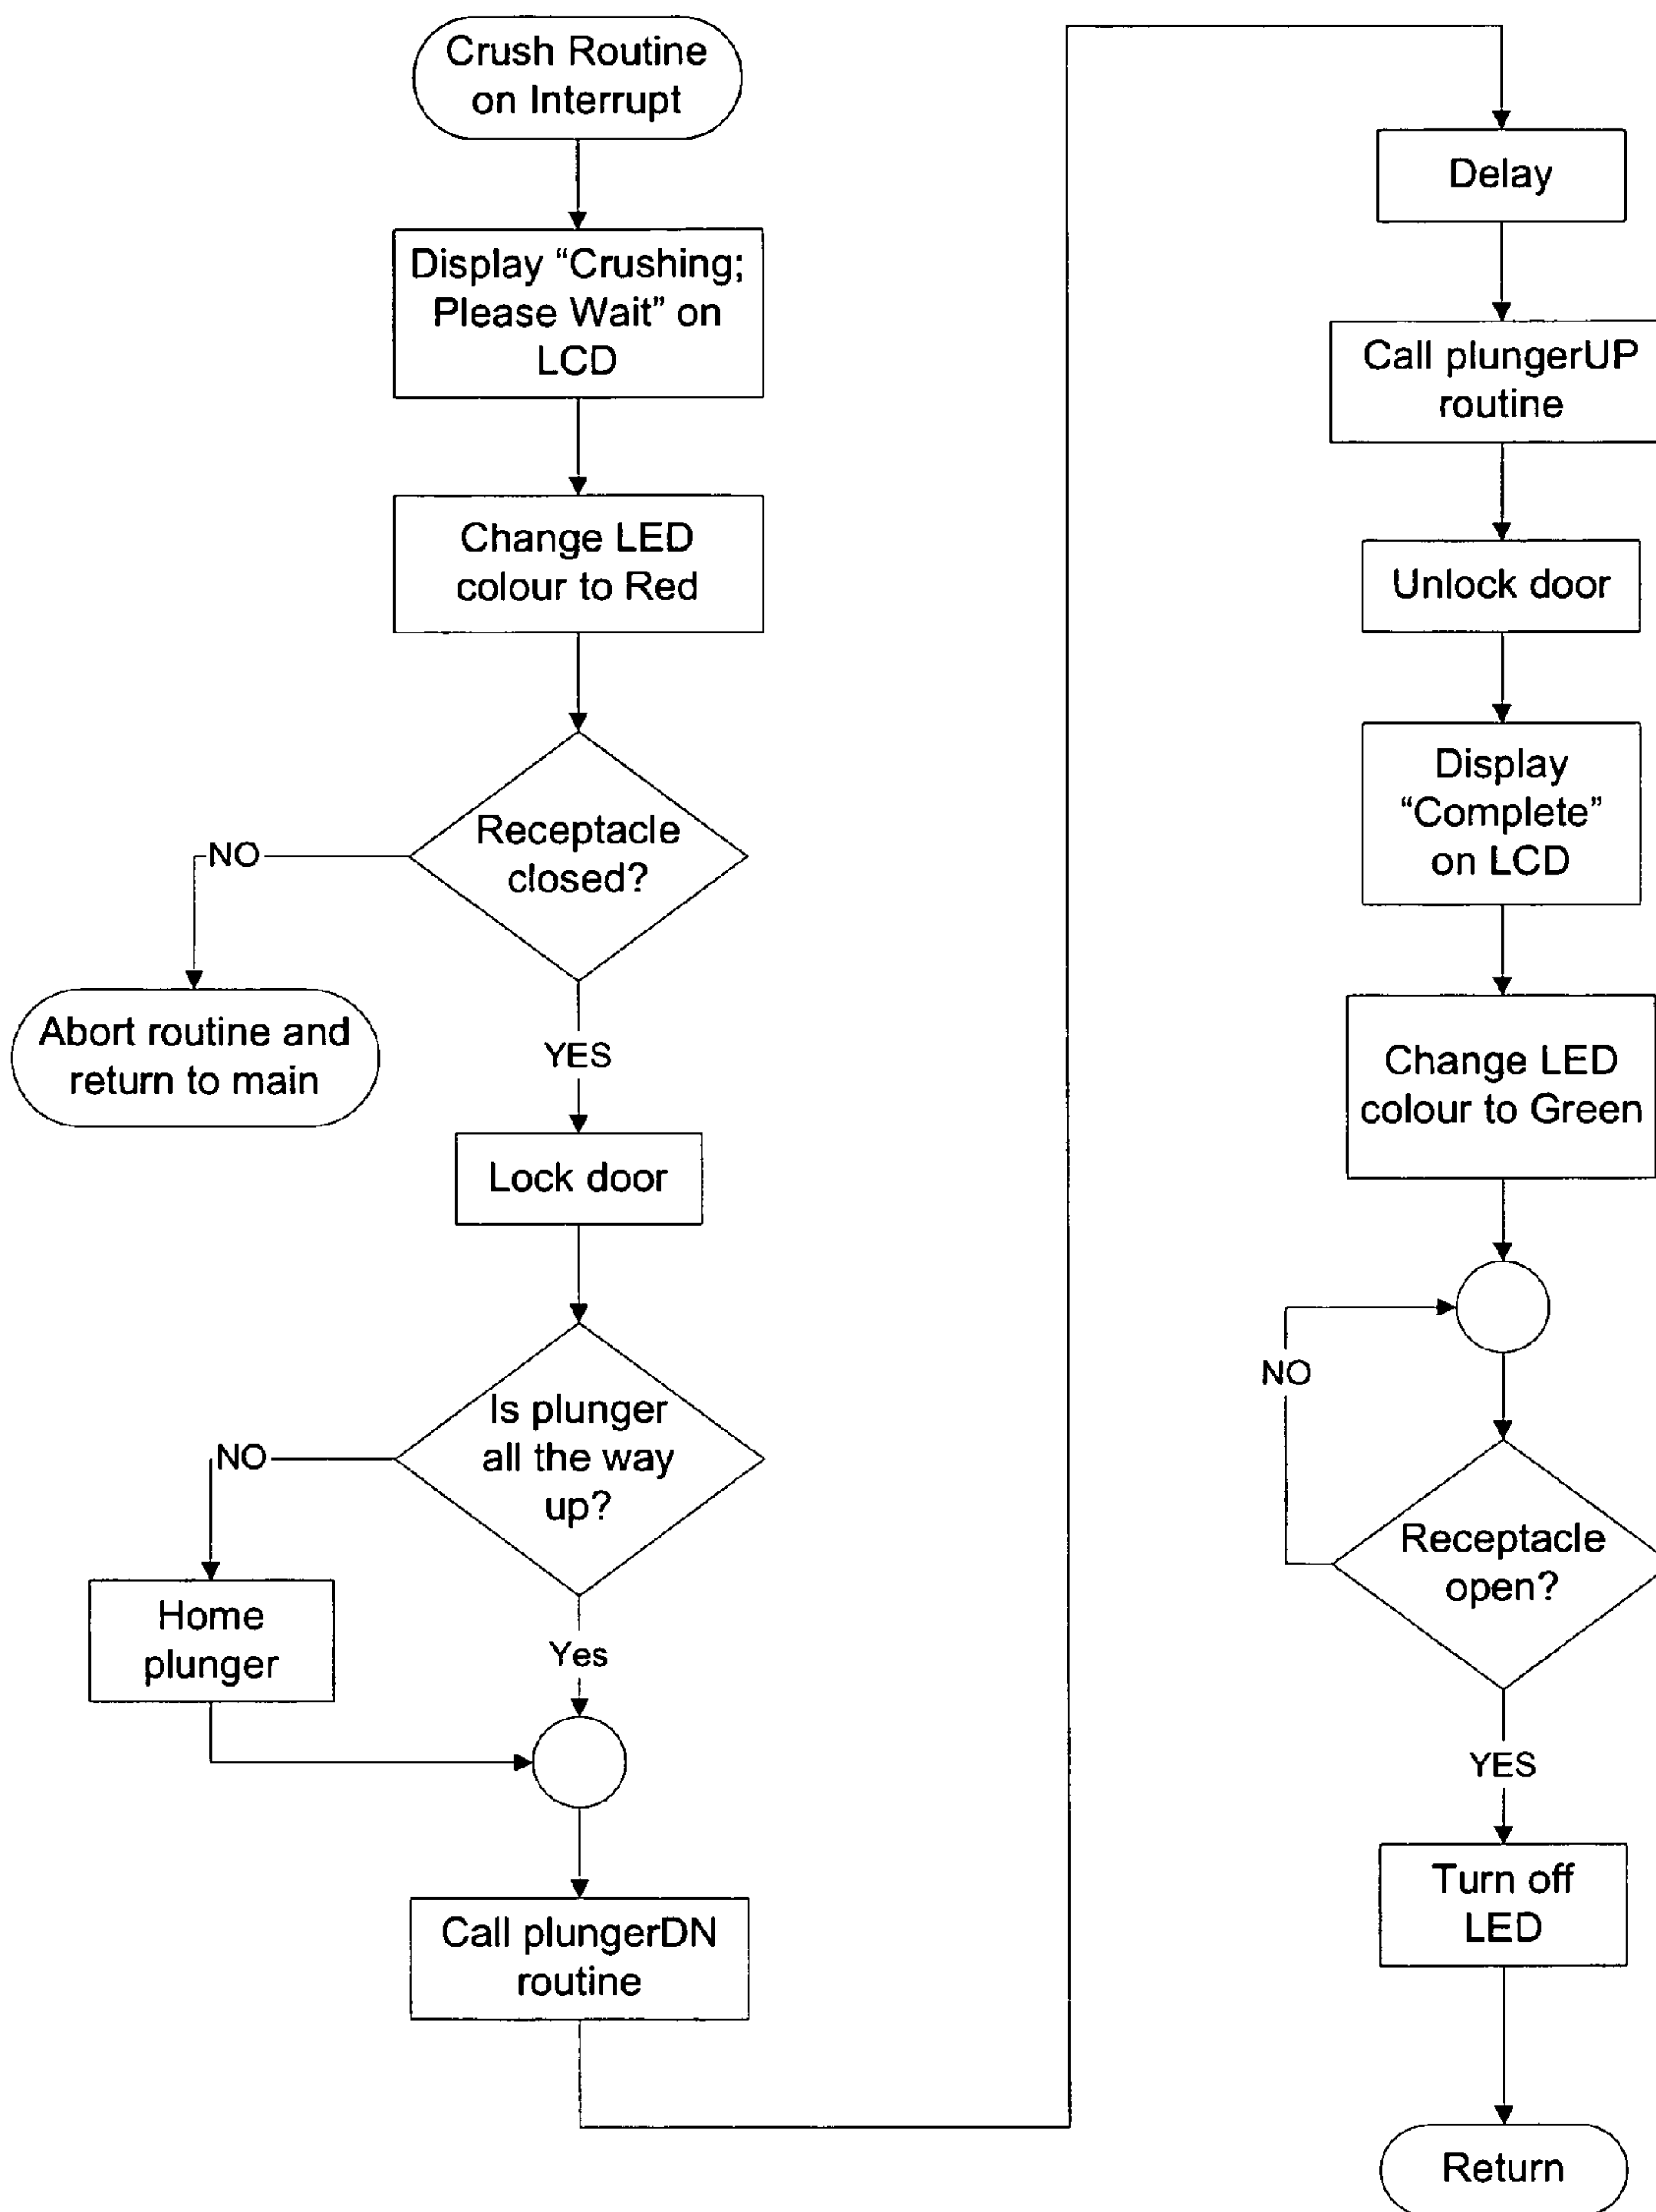 Crush Routine
on Interrupt
Display “Crushing;
Please Wait” on
LCD
Change LED
colour to Red
Receptacle
closed?
NO
Abort routine and
return to main
YES
Lock door
Is plunger
all the way
up?
NO
Home
plunger
Yes
Call plungerDN
routine
Delay
Call plungerUP
routine
Unlock door
Display
“Complete”
on LCD
Change LED
colour to Green
NO
Receptacle
open?
YES
Turn off
LED
Return